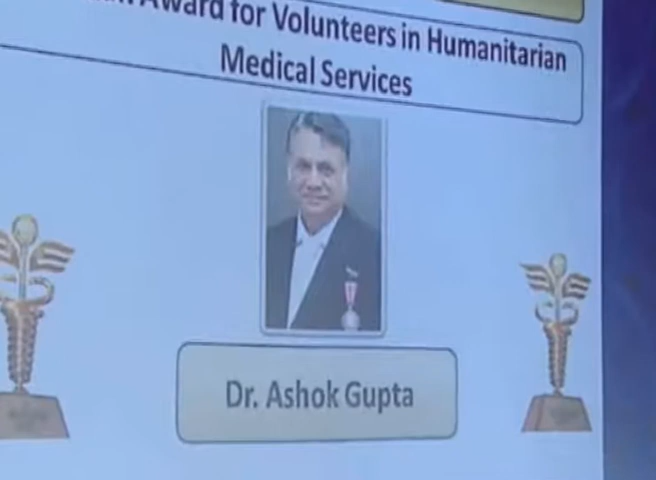 Award for Volunteers in Humanitarian
Medical Services
Dr. Ashok Gupta